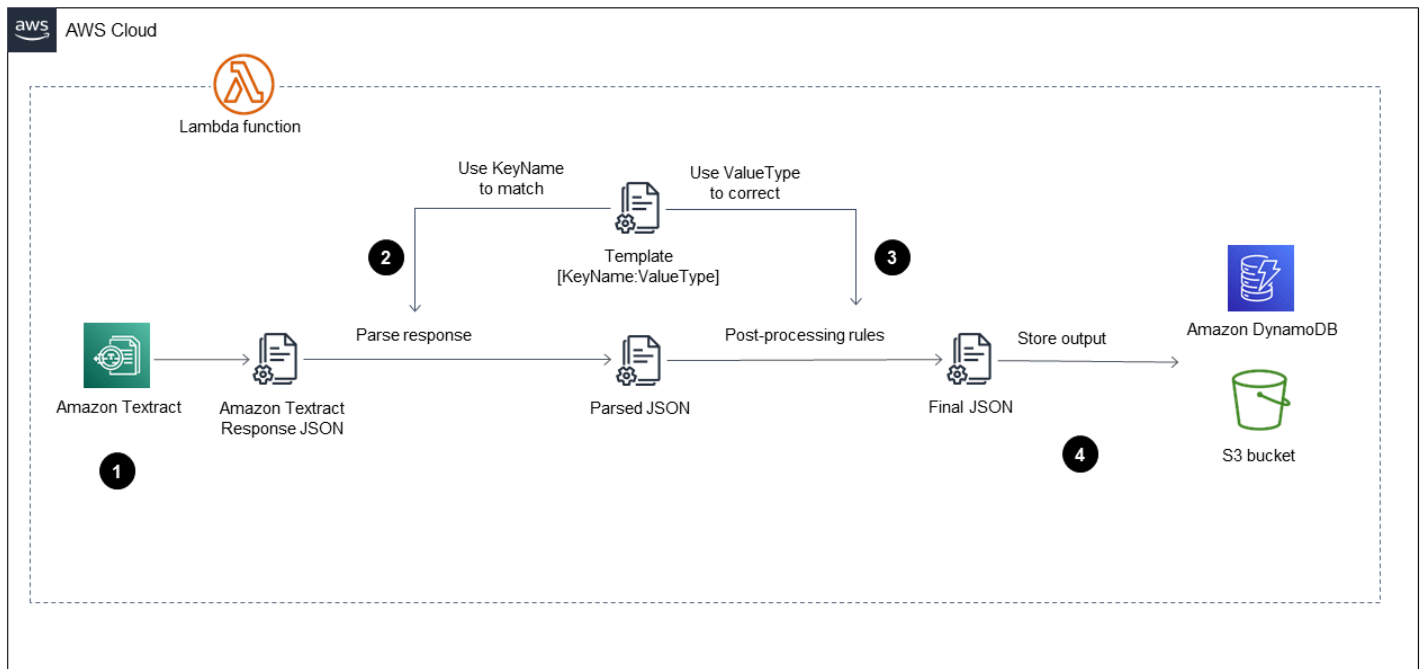 aws
AWS Cloud
Lambda function
Use KeyName
to match
Use ValueType
to correct
2
Template
[KeyName:ValueType]
3
Amazon DynamoDB
Parse response
Post-processing rules
Store output
Amazon Textract
Amazon Textract
Response JSON
Parsed JSON
Final JSON
1
4
S3 bucket